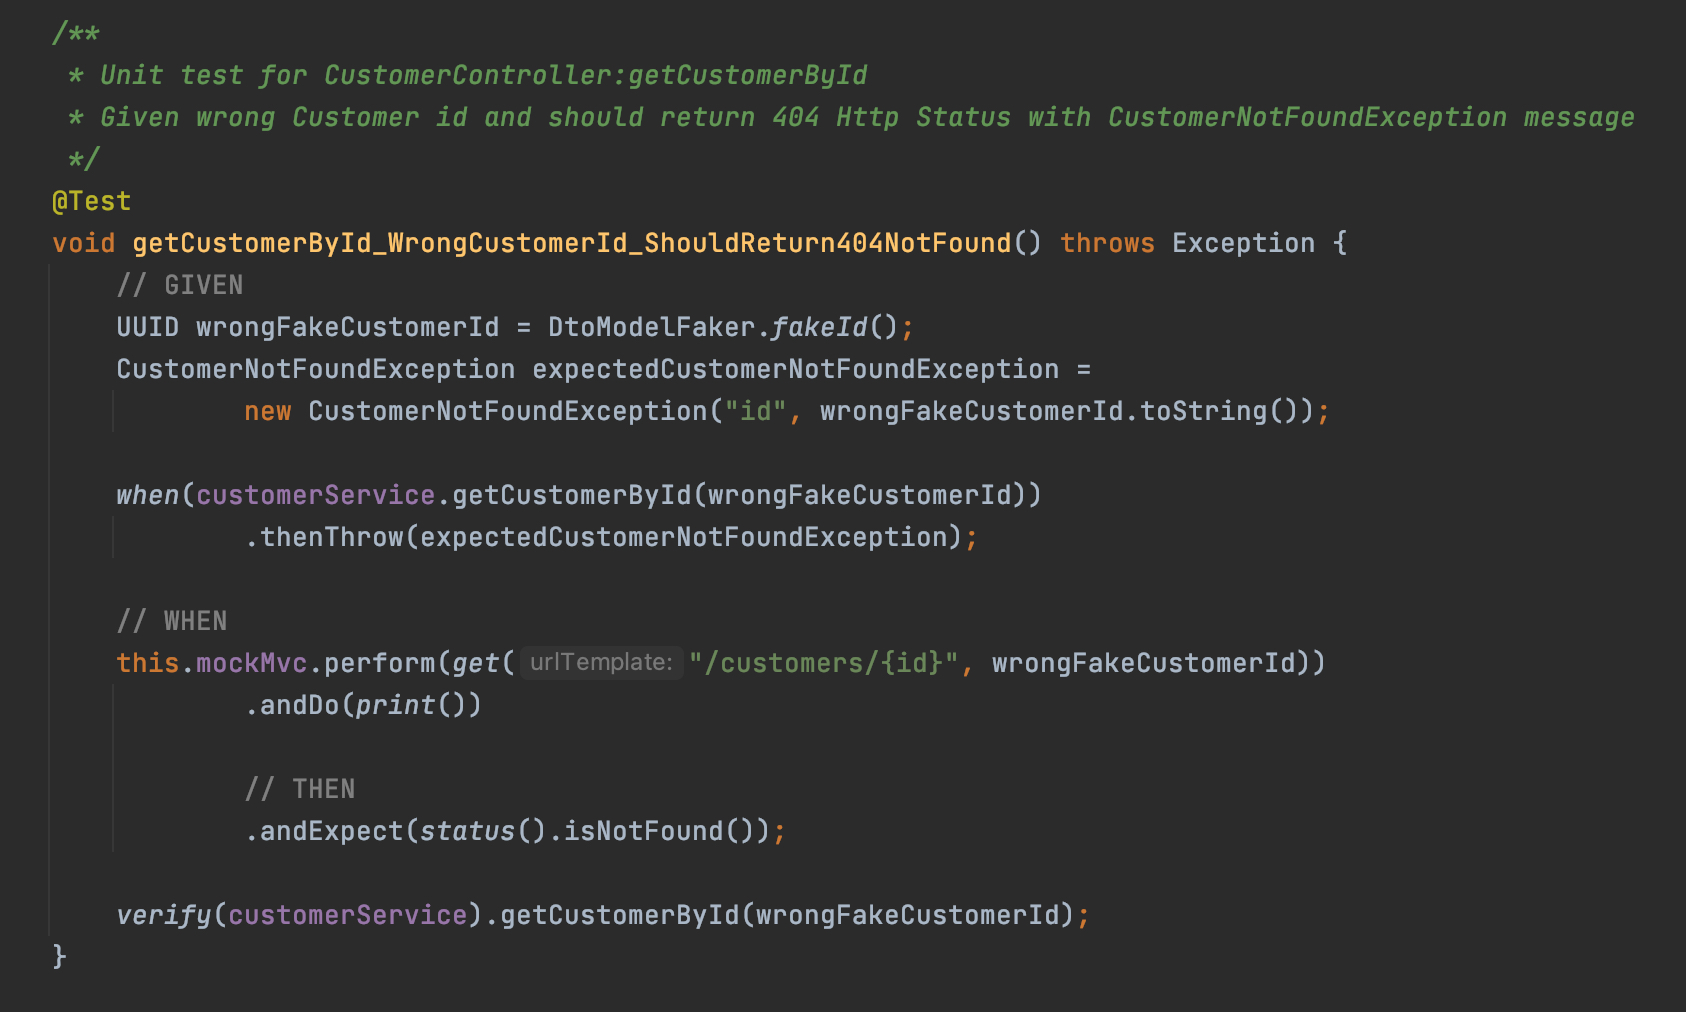 /**
 * Unit test for CustomerController:getCustomerById
 * Given wrong Customer id and should return 404 Http Status with CustomerNotFoundException message
 */
@Test
void getCustomerById_WrongCustomerId_ShouldReturn404NotFound() throws Exception {
    // GIVEN
    UUID wrongFakeCustomerId = DtoModelFaker.fakeId();
    CustomerNotFoundException expectedCustomerNotFoundException =
            new CustomerNotFoundException("id", wrongFakeCustomerId.toString());

    when(customerService.getCustomerById(wrongFakeCustomerId))
            .thenThrow(expectedCustomerNotFoundException);

    // WHEN
    this.mockMvc.perform(get( urlTemplate: "/customers/{id}", wrongFakeCustomerId))
            .andDo(print())

            // THEN
            .andExpect(status().isNotFound());

    verify(customerService).getCustomerById(wrongFakeCustomerId);
}